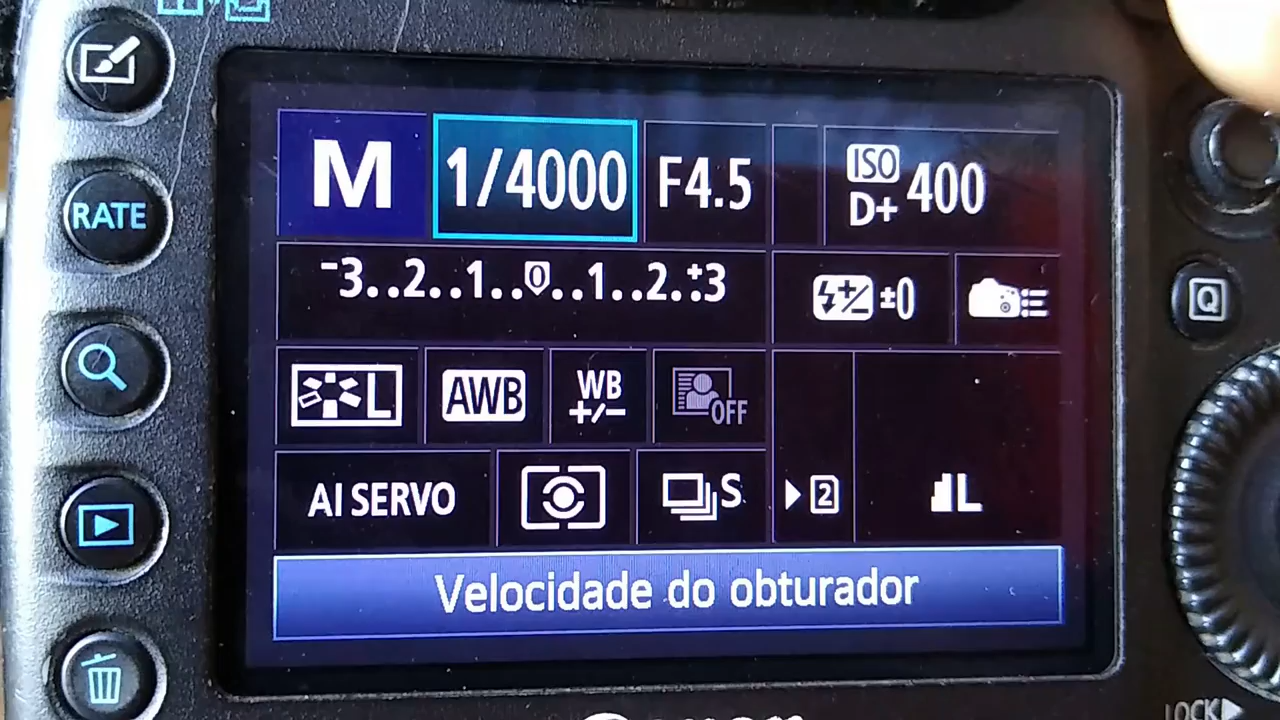 M 1/4000 F4.5 ISO D+ 400
-3..2..1..0..1..2..+3 ±0
RATE
Q
L AWB WB +/- OFF
AI SERVO S 2 L
Velocidade do obturador
Canon
LOCK